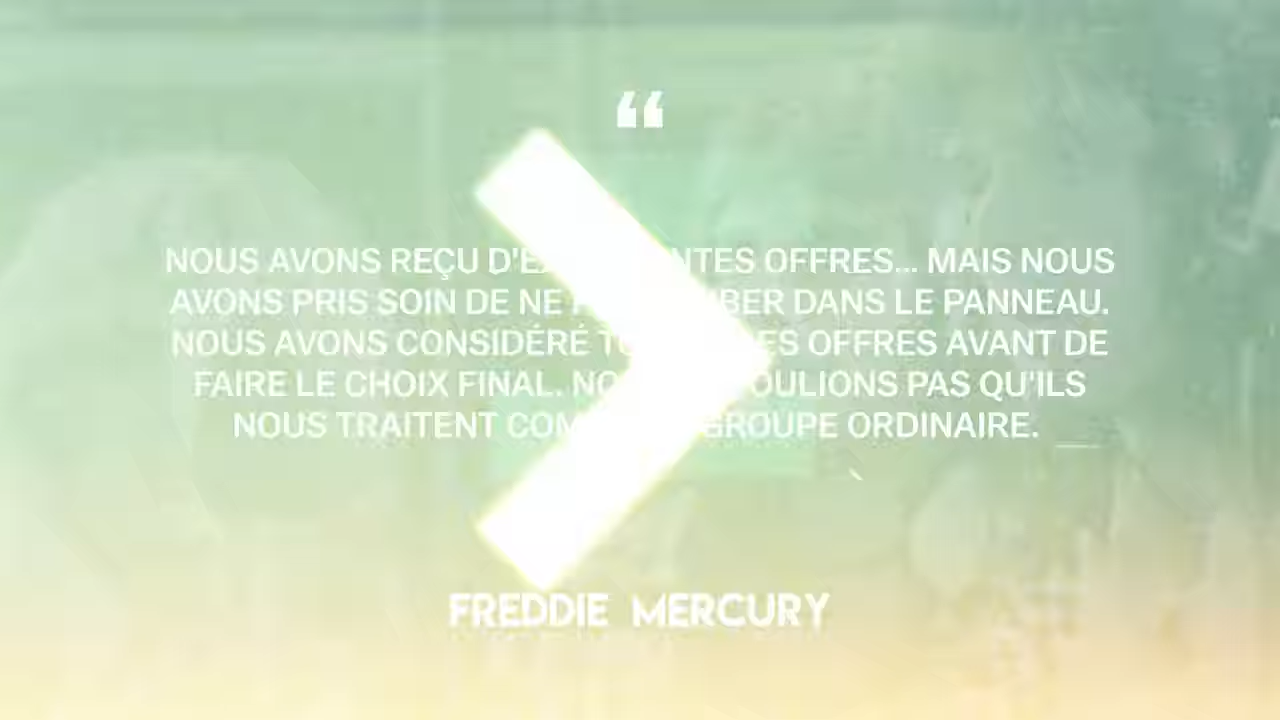 “
NOUS AVONS REÇU OFFRES... MAIS NOUS
AVONS PRIS SOIN DE NE DANS LE PANNEAU.
NOUS AVONS CONSIDÉRÉ OFFRES AVANT DE
FAIRE LE CHOIX FINAL. PAS QU'ILS
NOUS TRAITENT GROUPE ORDINAIRE.
FREDDIE MERCURY